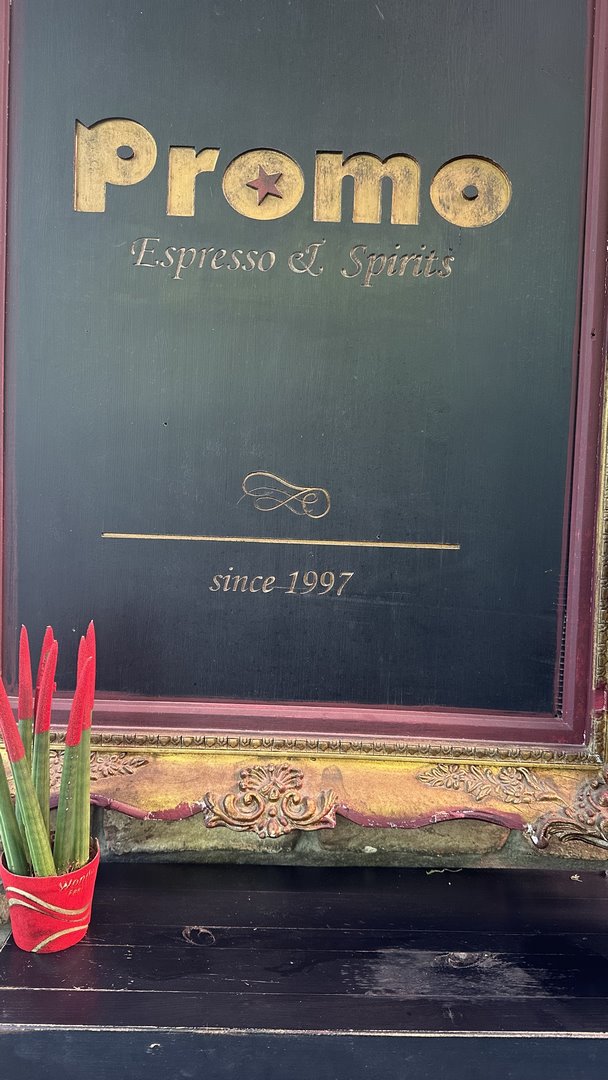 Promo
Espresso & Spirits
since 1997